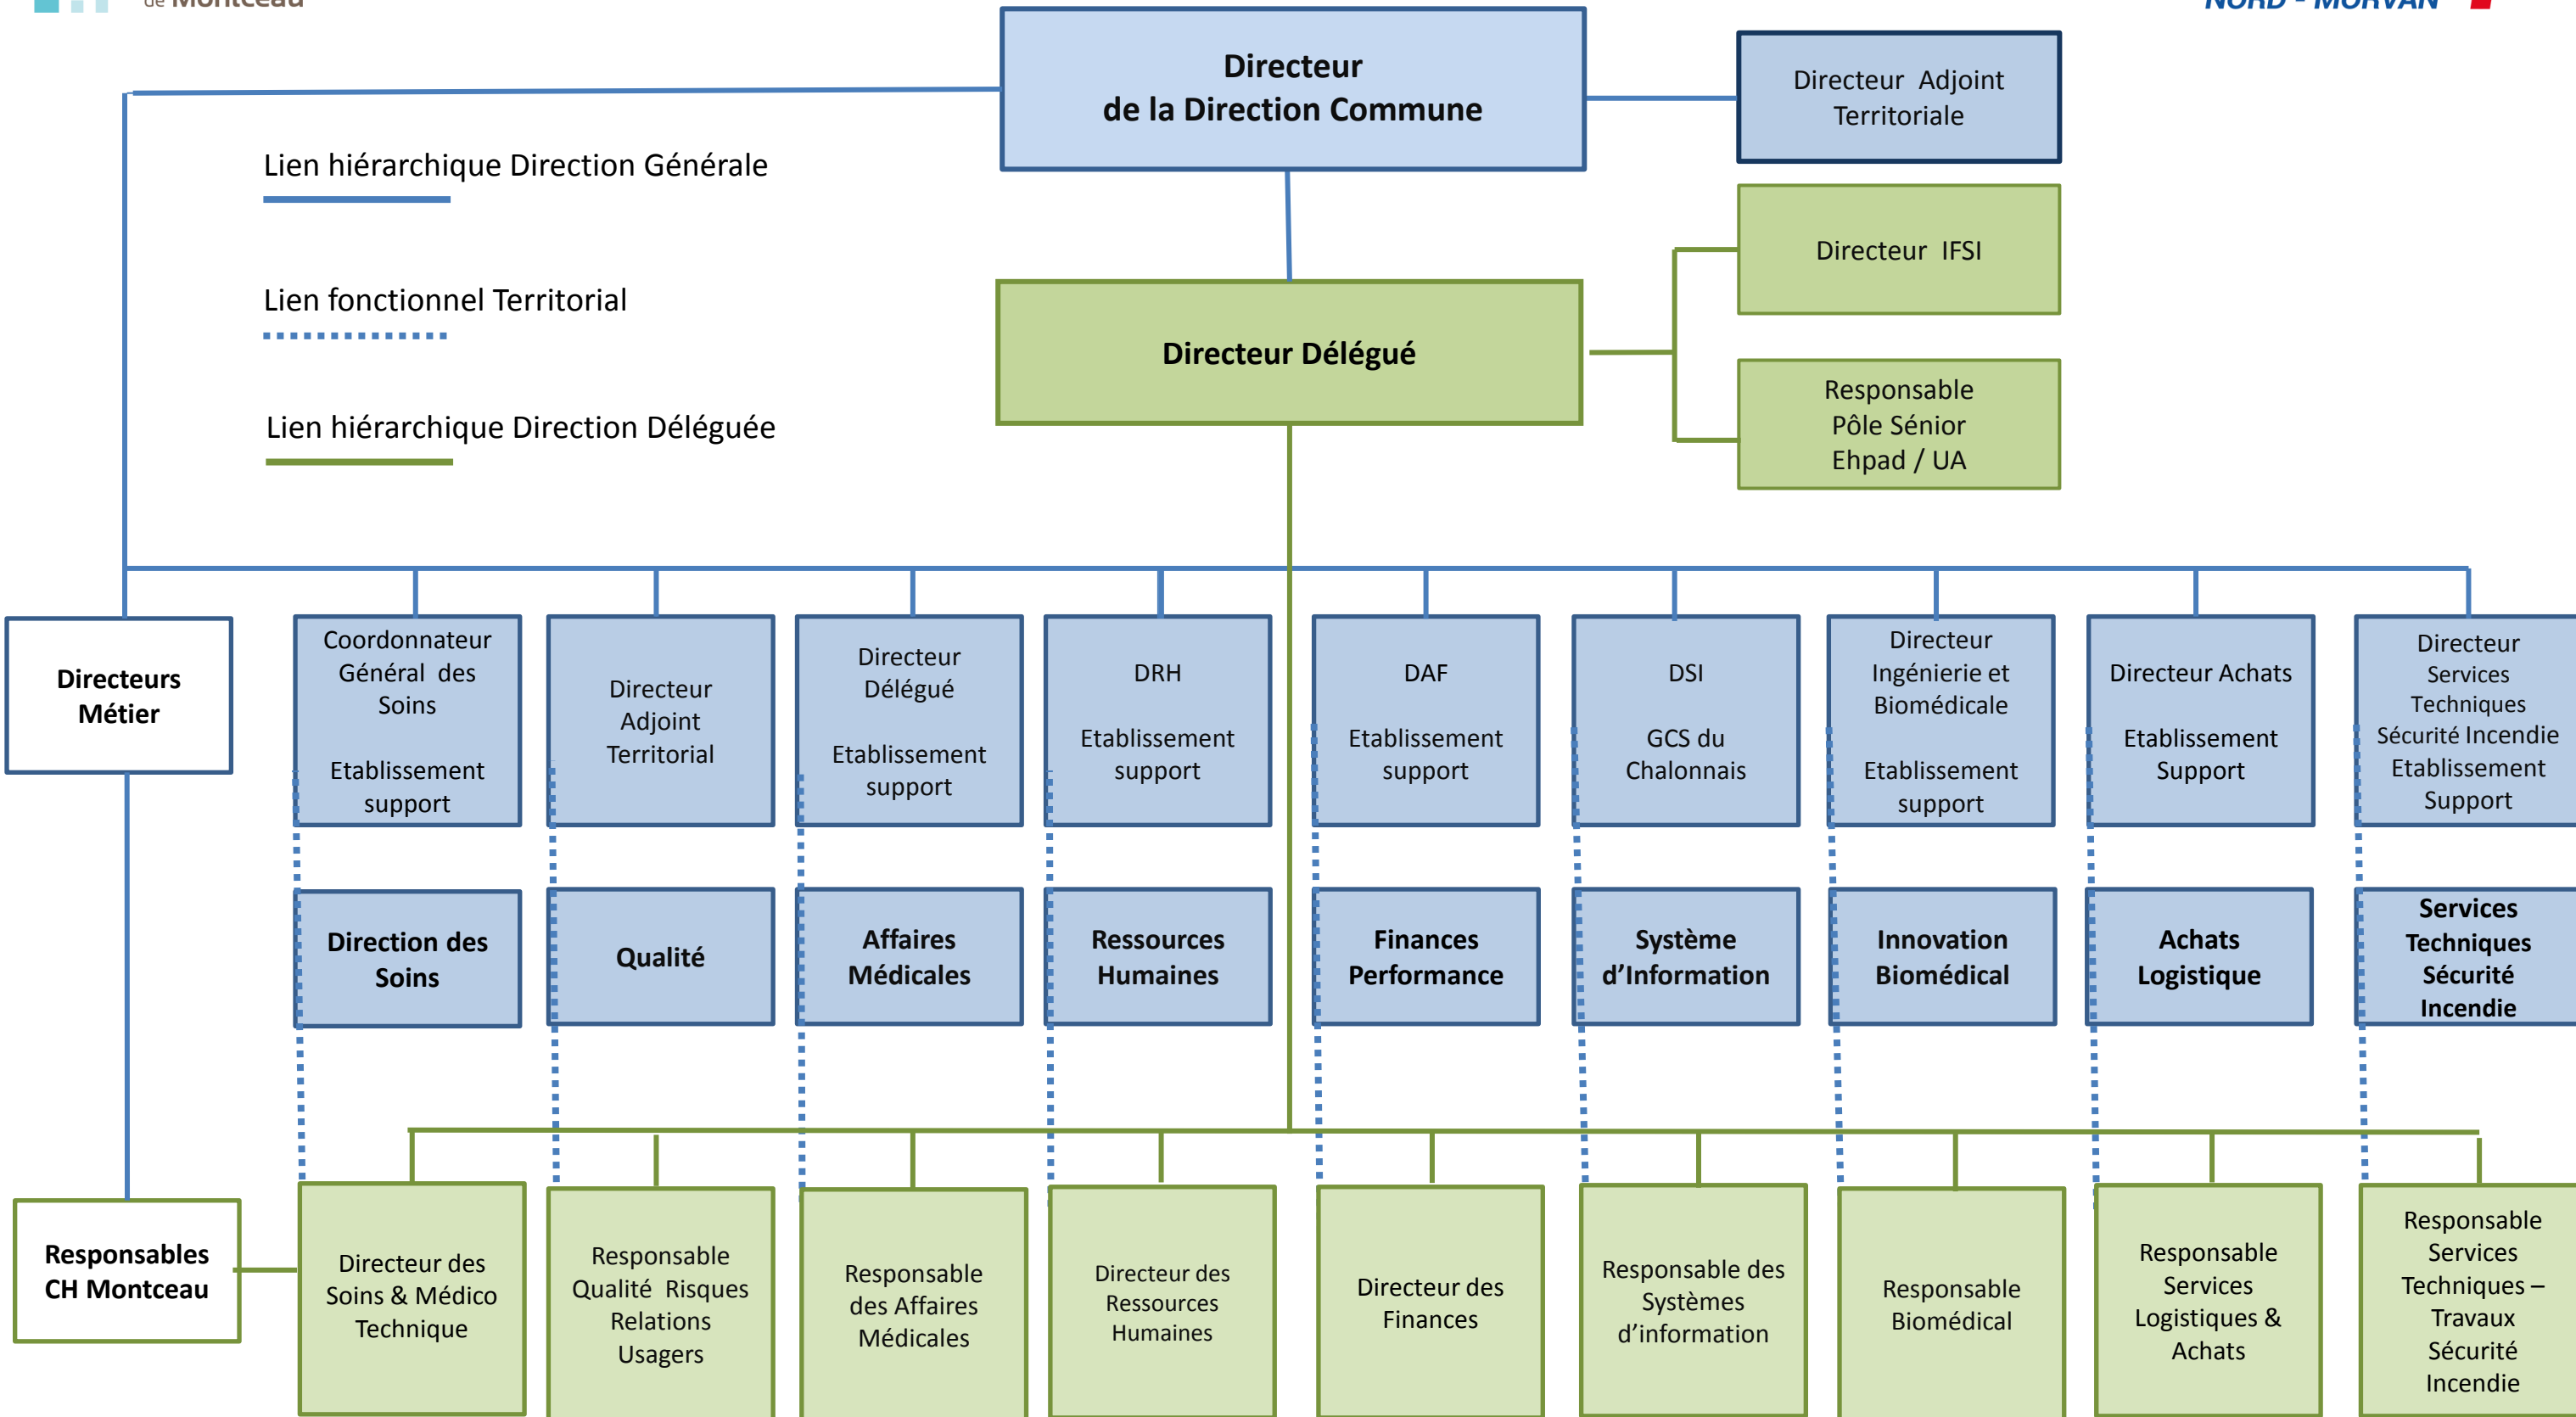 de Montceau
NORD - MORVAN
Directeur
de la Direction Commune
Directeur Adjoint
Territoriale
Lien hiérarchique Direction Générale
Lien fonctionnel Territorial
Lien hiérarchique Direction Déléguée
Directeur IFSI
Directeur Délégué
Responsable
Pôle Sénior
Ehpad / UA
Directeurs
Métier
Coordonnateur
Général des
Soins
Etablissement
support
Directeur
Adjoint
Territorial
Directeur
Délégué
Etablissement
support
DRH
Etablissement
support
DAF
Etablissement
support
DSI
GCS du
Chalonnais
Directeur
Ingénierie et
Biomédicale
Etablissement
support
Directeur Achats
Etablissement
Support
Directeur
Services
Techniques
Sécurité Incendie
Etablissement
Support
Direction des
Soins
Qualité
Affaires
Médicales
Ressources
Humaines
Finances
Performance
Système
d’Information
Innovation
Biomédical
Achats
Logistique
Services
Techniques
Sécurité
Incendie
Responsables
CH Montceau
Directeur des
Soins & Médico
Technique
Responsable
Qualité Risques
Relations
Usagers
Responsable
des Affaires
Médicales
Directeur des
Ressources
Humaines
Directeur des
Finances
Responsable des
Systèmes
d’information
Responsable
Biomédical
Responsable
Services
Logistiques &
Achats
Responsable
Services
Techniques –
Travaux
Sécurité
Incendie